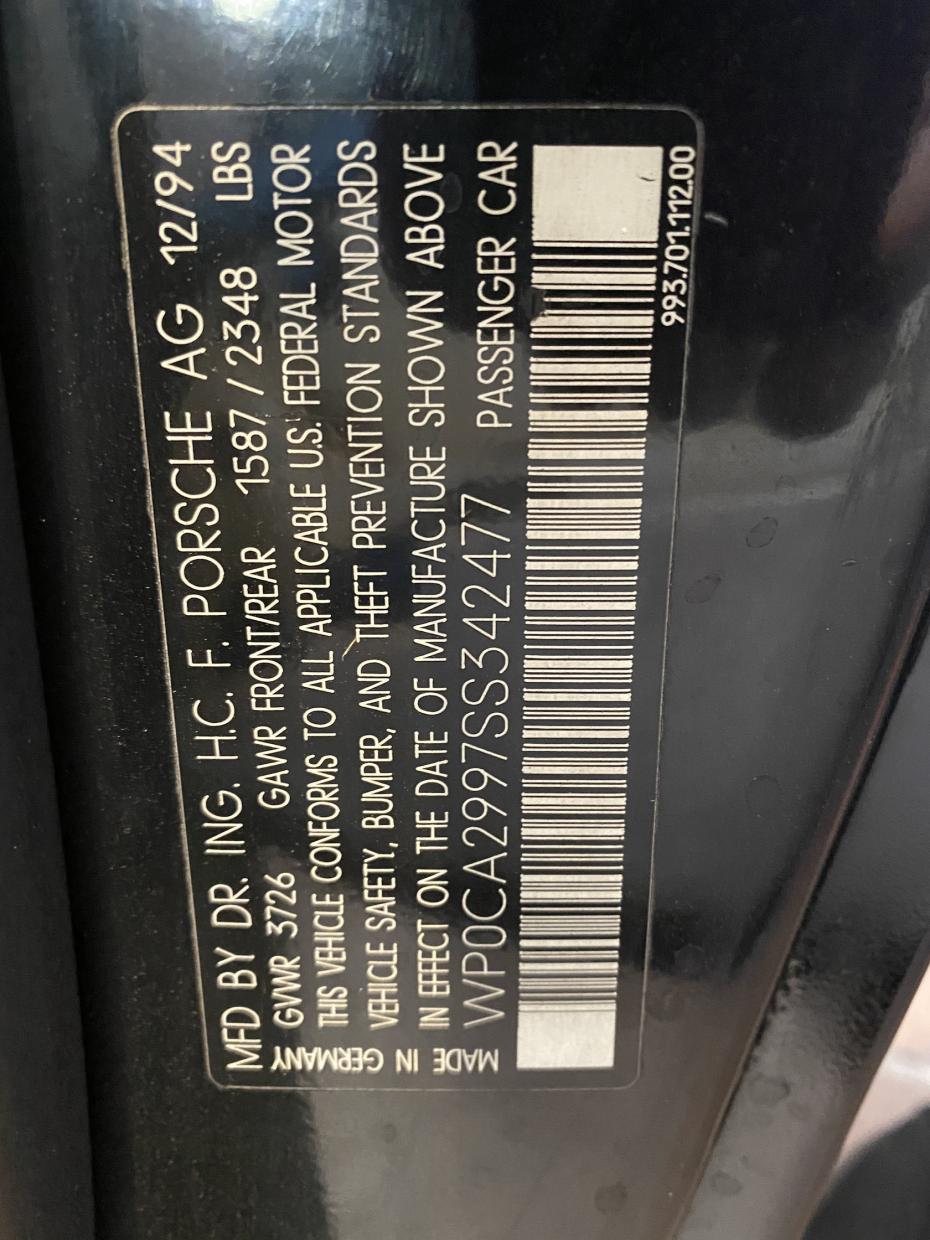 MFD BY DR. ING. H.C. F. PORSCHE AG 12/94
GVWR 3726 GAWR FRONT/REAR 1587 / 2348 LBS
THIS VEHICLE CONFORMS TO ALL APPLICABLE U.S. FEDERAL MOTOR
VEHICLE SAFETY, BUMPER, AND THEFT PREVENTION STANDARDS
IN EFFECT ON THE DATE OF MANUFACTURE SHOWN ABOVE
WP0CA2997SS342477 PASSENGER CAR
MADE IN GERMANY
993.701.112.00